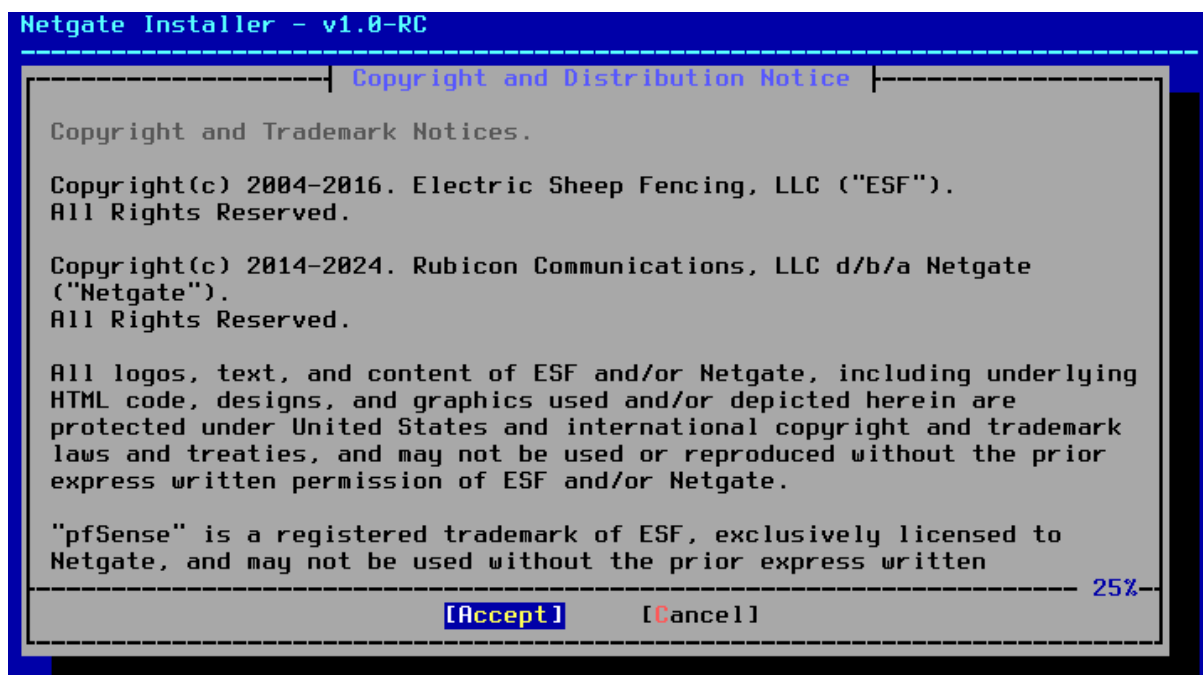 Netgate Installer - v1.0-RC
Copyright and Distribution Notice
Copyright and Trademark Notices.
Copyright(c) 2004-2016. Electric Sheep Fencing, LLC ("ESF").
All Rights Reserved.
Copyright(c) 2014-2024. Rubicon Communications, LLC d/b/a Netgate
("Netgate").
All Rights Reserved.
All logos, text, and content of ESF and/or Netgate, including underlying
HTML code, designs, and graphics used and/or depicted herein are
protected under United States and international copyright and trademark
laws and treaties, and may not be used or reproduced without the prior
express written permission of ESF and/or Netgate.
"pfSense" is a registered trademark of ESF, exclusively licensed to
Netgate, and may not be used without the prior express written
25%
[Accept] [Cancel]